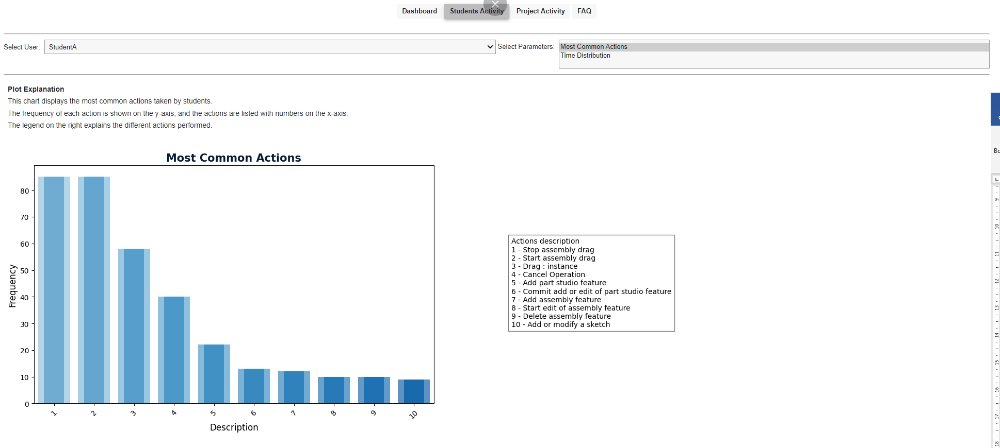 Dashboard Students Activity Project Activity FAQ
Select User: StudentA Select Parameters: Most Common Actions
Time Distribution
Plot Explanation
This chart displays the most common actions taken by students.
The frequency of each action is shown on the y-axis, and the actions are listed with numbers on the x-axis.
The legend on the right explains the different actions performed.
Most Common Actions
80
70
60
50
40
30
20
10
0
Frequency
1 2 3 4 5 6 7 8 9 10
Description
Actions description
1 - Stop assembly drag
2 - Start assembly drag
3 - Drag : instance
4 - Cancel Operation
5 - Add part studio feature
6 - Commit add or edit of part studio feature
7 - Add assembly feature
8 - Start edit of assembly feature
9 - Delete assembly feature
10 - Add or modify a sketch
9
10
11
12
13
14
15
16
17
18